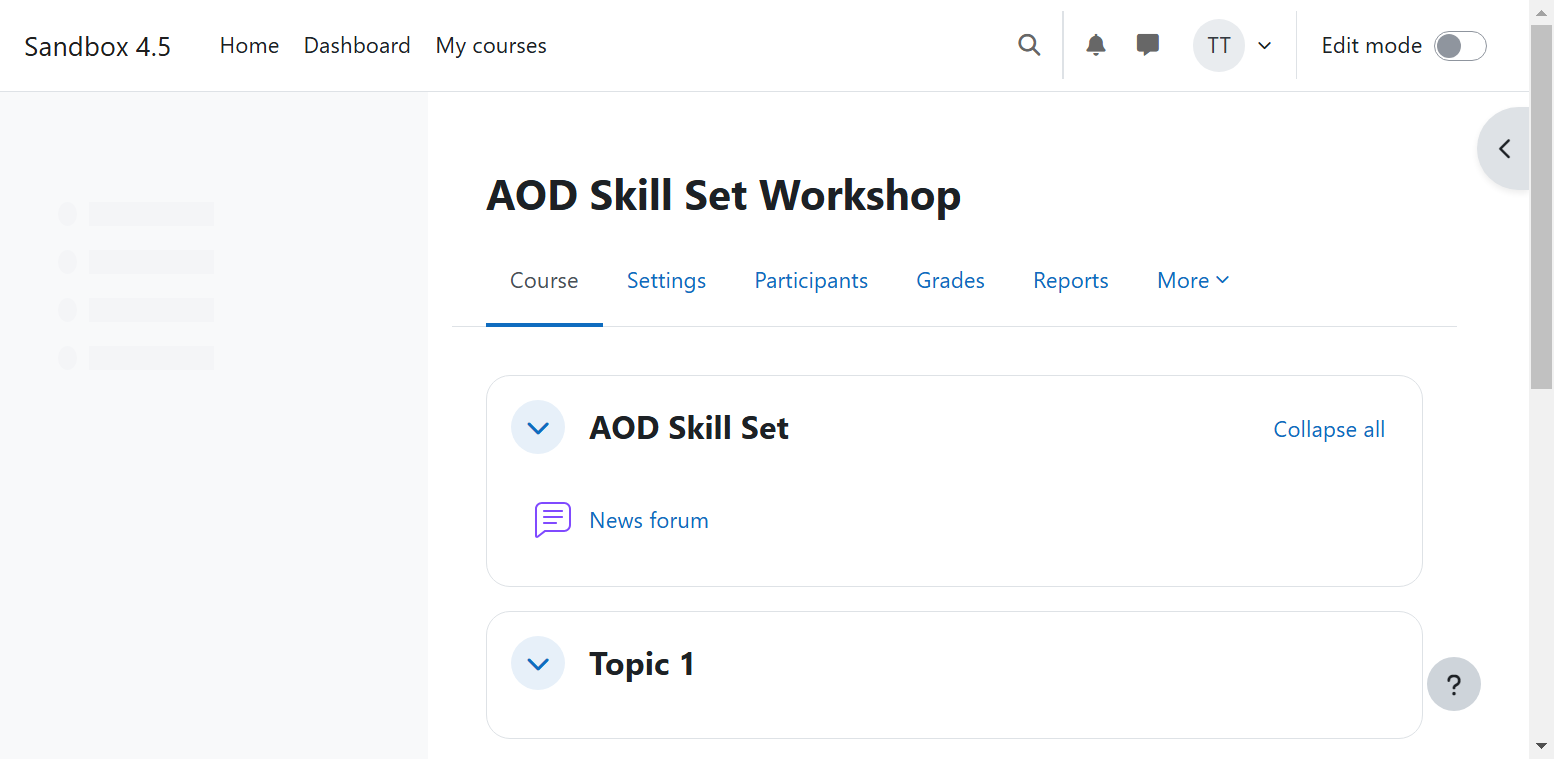 Sandbox 4.5 Home Dashboard My courses TT Edit mode
AOD Skill Set Workshop
Course Settings Participants Grades Reports More
AOD Skill Set Collapse all
News forum
Topic 1
?